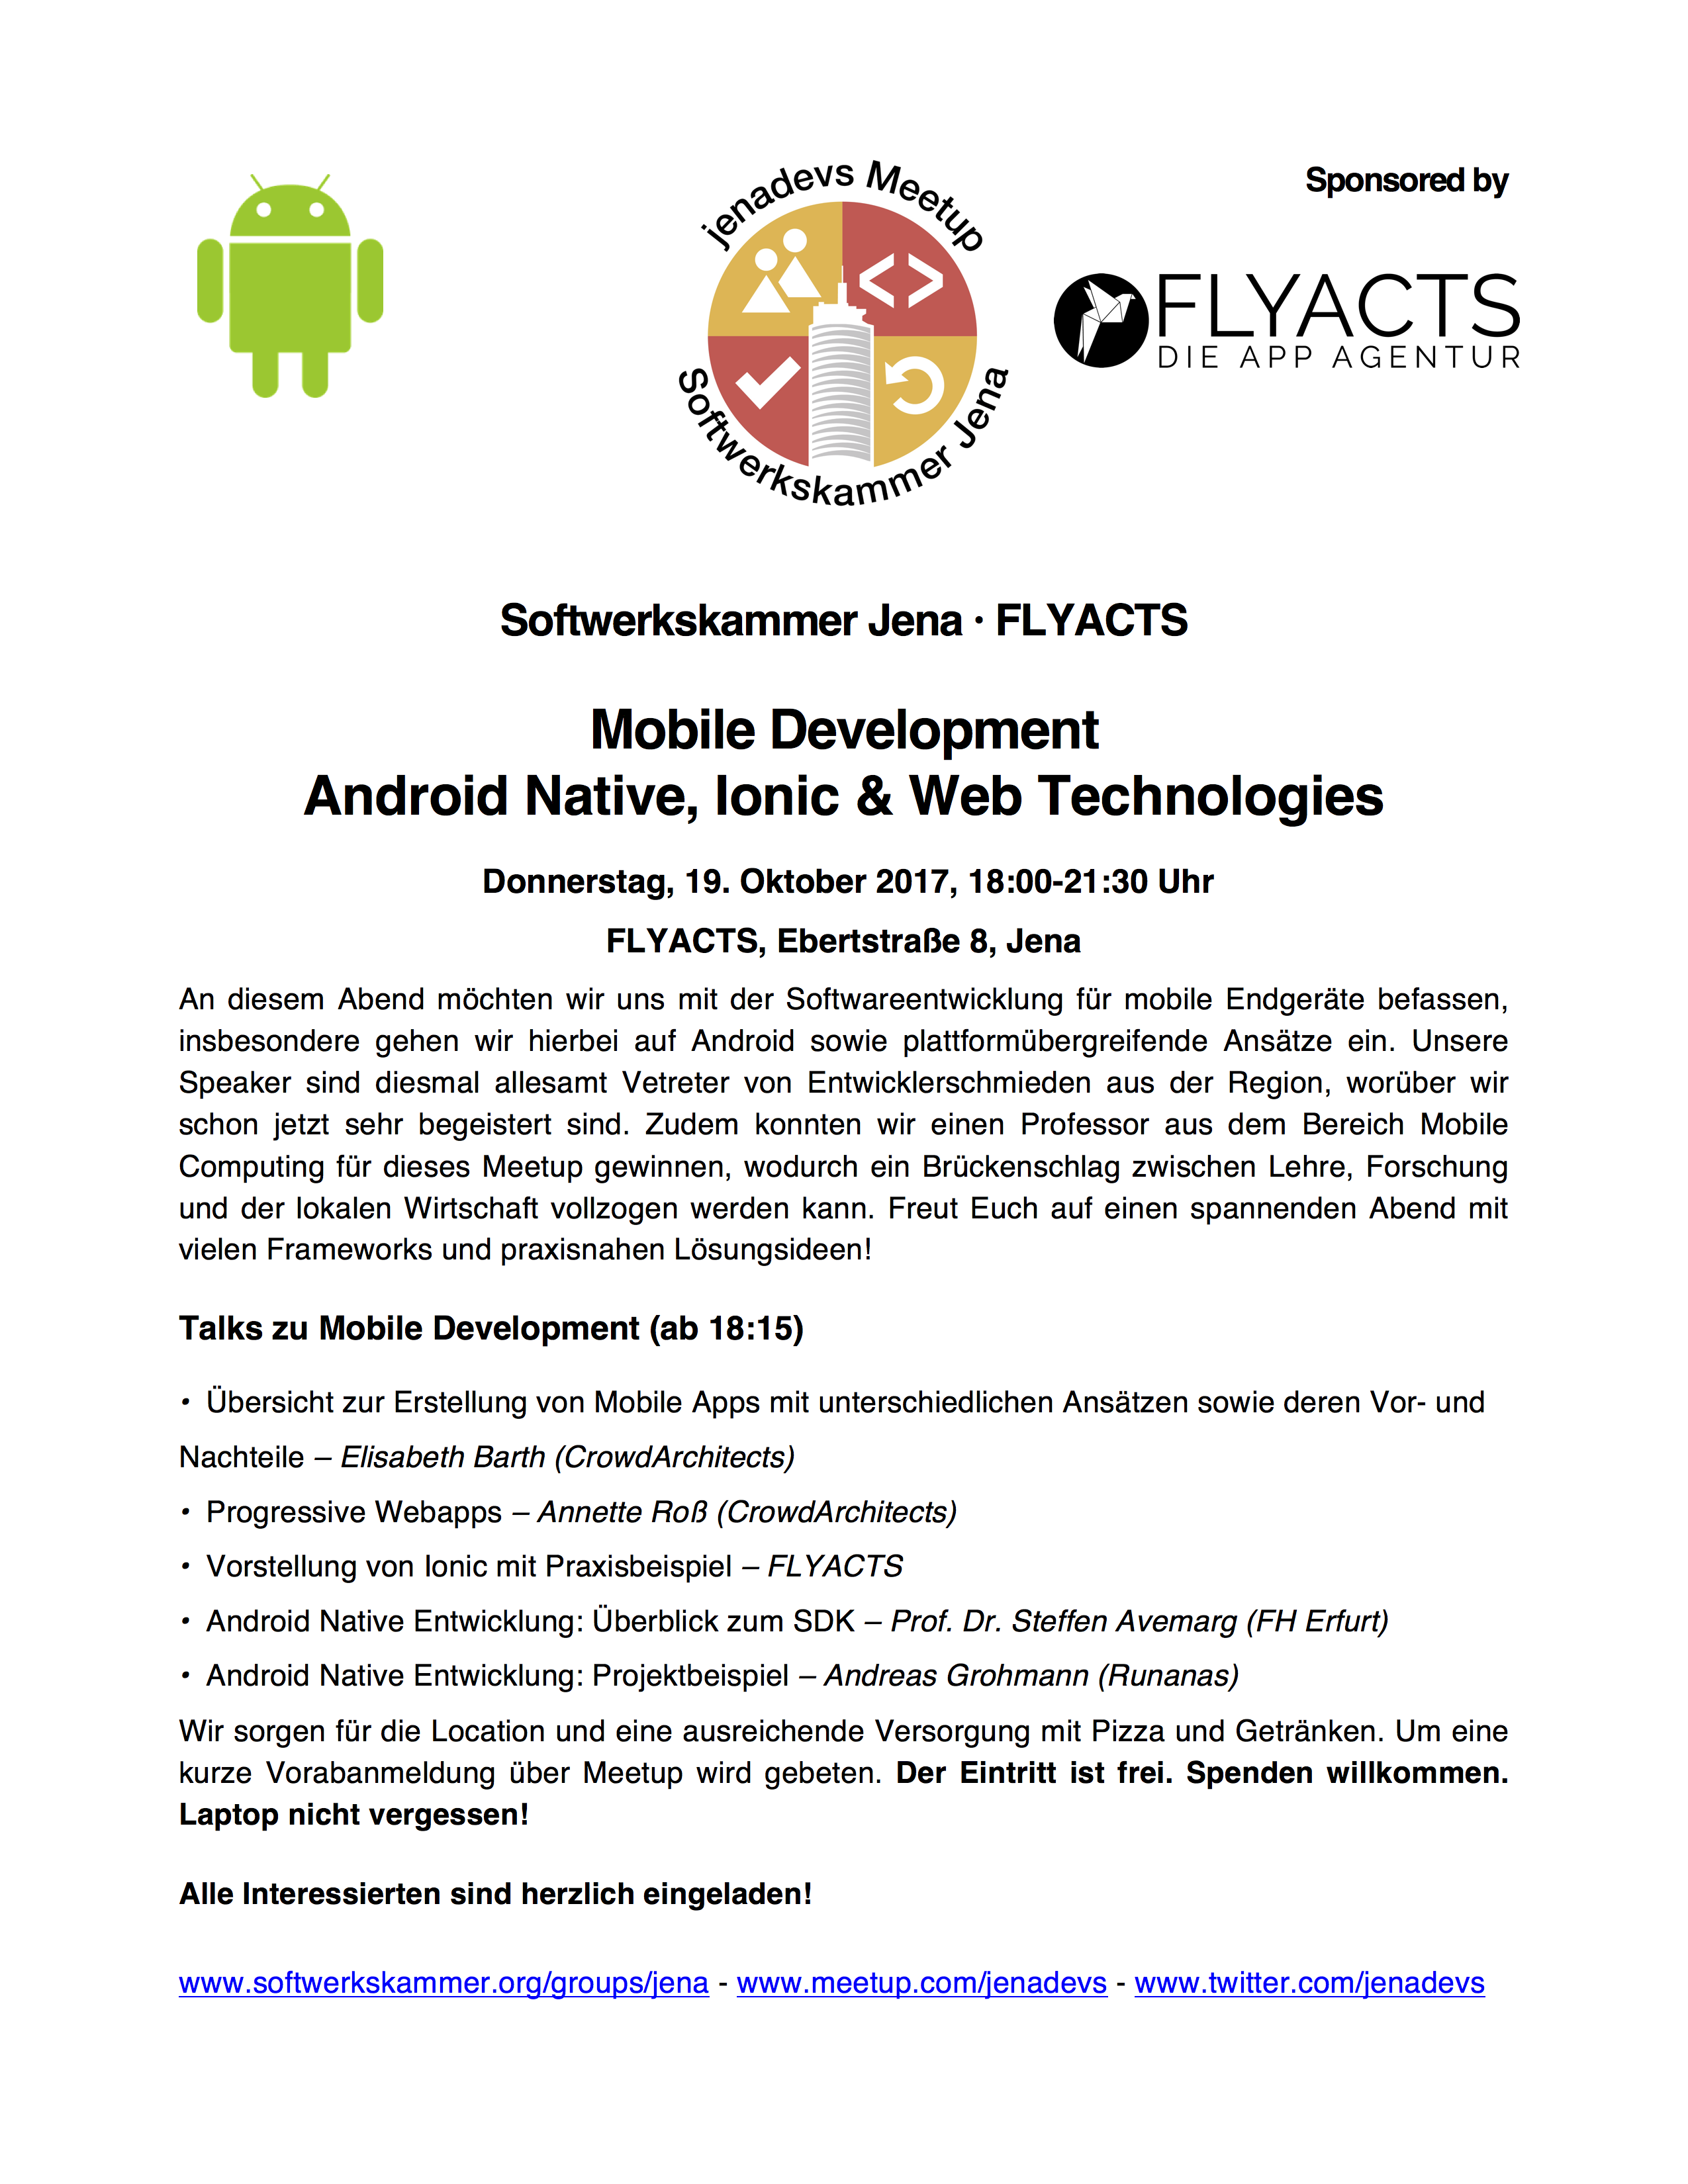 jenadevs Meetup
Softwerkskammer Jena
Sponsored by
FLYACTS
DIE APP AGENTUR
Softwerkskammer Jena · FLYACTS
Mobile Development
Android Native, Ionic & Web Technologies
Donnerstag, 19. Oktober 2017, 18:00-21:30 Uhr
FLYACTS, Ebertstraße 8, Jena
An diesem Abend möchten wir uns mit der Softwareentwicklung für mobile Endgeräte befassen,
insbesondere gehen wir hierbei auf Android sowie plattformübergreifende Ansätze ein. Unsere
Speaker sind diesmal allesamt Vetreter von Entwicklerschmieden aus der Region, worüber wir
schon jetzt sehr begeistert sind. Zudem konnten wir einen Professor aus dem Bereich Mobile
Computing für dieses Meetup gewinnen, wodurch ein Brückenschlag zwischen Lehre, Forschung
und der lokalen Wirtschaft vollzogen werden kann. Freut Euch auf einen spannenden Abend mit
vielen Frameworks und praxisnahen Lösungsideen!
Talks zu Mobile Development (ab 18:15)
• Übersicht zur Erstellung von Mobile Apps mit unterschiedlichen Ansätzen sowie deren Vor- und
Nachteile – Elisabeth Barth (CrowdArchitects)
• Progressive Webapps – Annette Roß (CrowdArchitects)
• Vorstellung von Ionic mit Praxisbeispiel – FLYACTS
• Android Native Entwicklung: Überblick zum SDK – Prof. Dr. Steffen Avemarg (FH Erfurt)
• Android Native Entwicklung: Projektbeispiel – Andreas Grohmann (Runanas)
Wir sorgen für die Location und eine ausreichende Versorgung mit Pizza und Getränken. Um eine
kurze Vorabanmeldung über Meetup wird gebeten. Der Eintritt ist frei. Spenden willkommen.
Laptop nicht vergessen!
Alle Interessierten sind herzlich eingeladen!
www.softwerkskammer.org/groups/jena - www.meetup.com/jenadevs - www.twitter.com/jenadevs